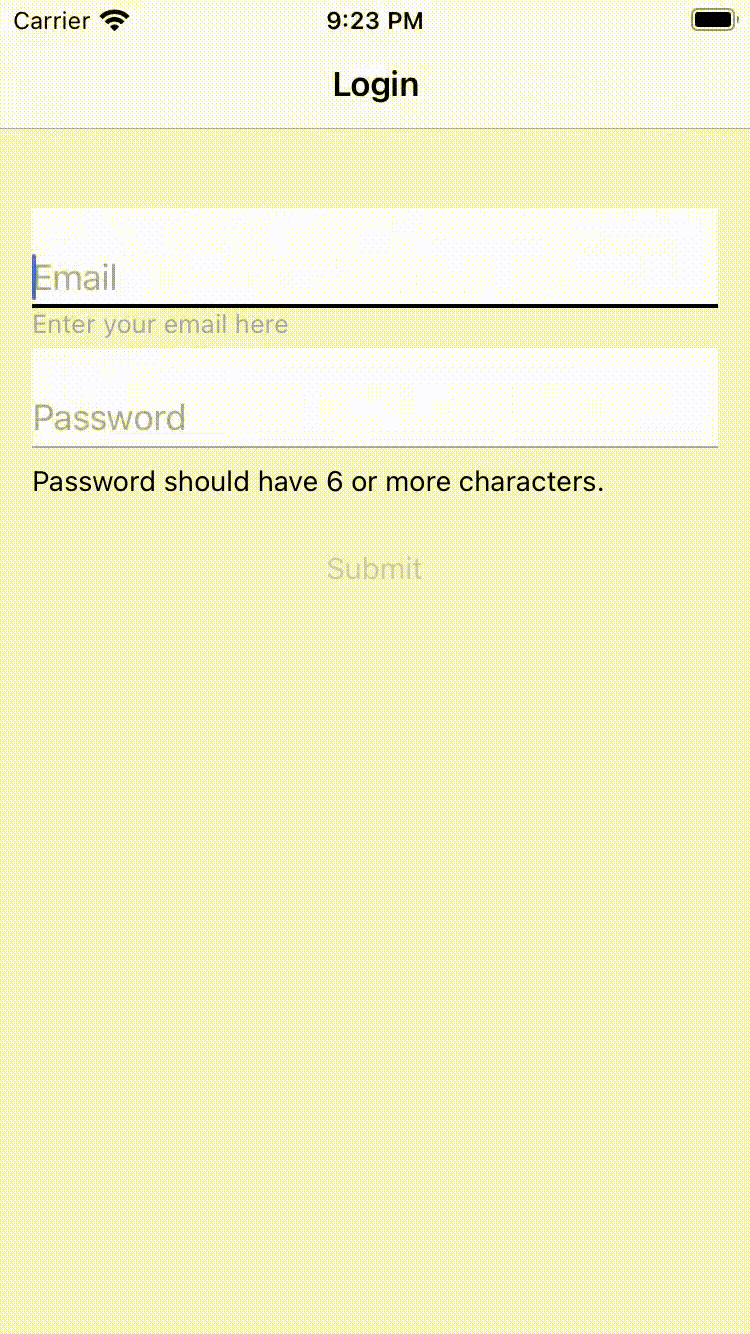 Carrier 9:23 PM
Login
Email
Enter your email here
Password
Password should have 6 or more characters.
Submit